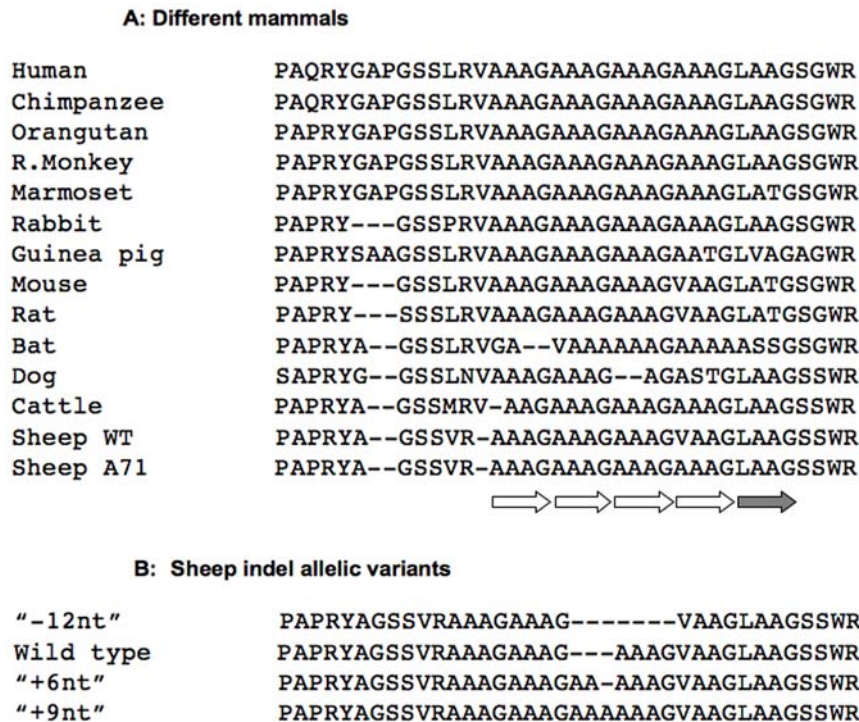 A: Different mammals
Human PAQRYGAPGSSLRVAAAGAAAGAAAGAAAGLAAGSGWR
Chimpanzee PAQRYGAPGSSLRVAAAGAAAGAAAGAAAGLAAGSGWR
Orangutan PAPRYGAPGSSLRVAAAGAAAGAAAGAAAGLAAGSGWR
R.Monkey PAPRYGAPGSSLRVAAAGAAAGAAAGAAAGLAAGSGWR
Marmoset PAPRYGAPGSSLRVAAAGAAAGAAAGAAAGLATGSGWR
Rabbit PAPRY---GSSPRVAAAGAAAGAAAGAAAGLAAGSGWR
Guinea pig PAPRYSAAGSSLRVAAAGAAAGAAAGAATGLVAGAGWR
Mouse PAPRY---GSSLRVAAAGAAAGAAAGVAAGLATGSGWR
Rat PAPRY---SSSLRVAAAGAAAGAAAGVAAGLATGSGWR
Bat PAPRYA--GSSLRVGA--VAAAAAAGAAAAAASSGSGWR
Dog SAPRYG--GSSLNVAAAGAAAG--AGASTGLAAGSSWR
Cattle PAPRYA--GSSMRV-AAGAAAGAAAGAAAGLAAGSSWR
Sheep WT PAPRYA--GSSVR-AAAGAAAGAAAGVAAGLAAGSSWR
Sheep A71 PAPRYA--GSSVR-AAAGAAAGAAAGAAAGLAAGSSWR
B: Sheep indel allelic variants
“-12nt” PAPRYAGSSVRAAAGAAAG-------VAAGLAAGSSWR
Wild type PAPRYAGSSVRAAAGAAAG---AAAGVAAGLAAGSSWR
“+6nt” PAPRYAGSSVRAAAGAAAGAA-AAAGVAAGLAAGSSWR
“+9nt” PAPRYAGSSVRAAAGAAAGAAAAAAGVAAGLAAGSSWR